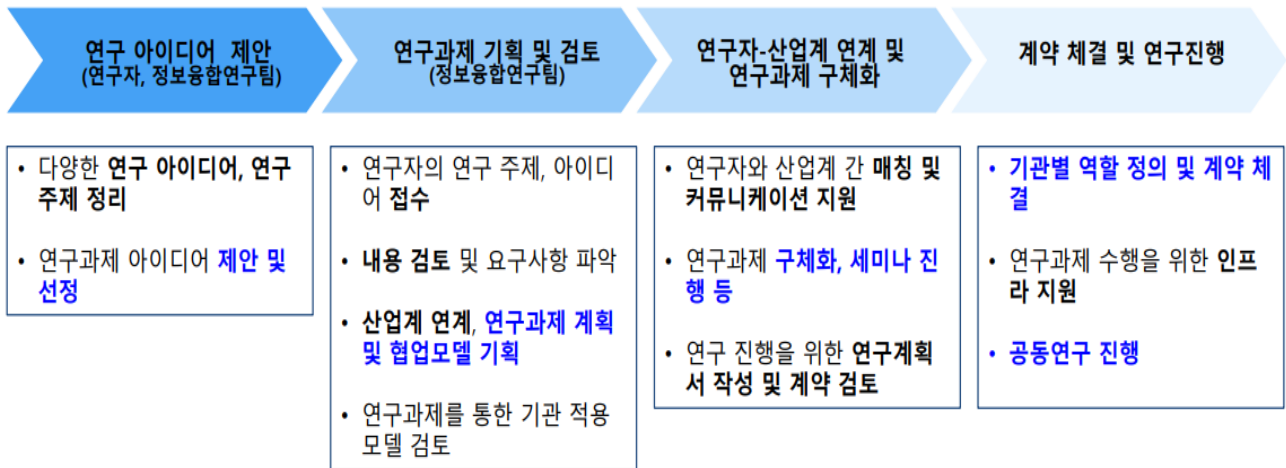 연구 아이디어 제안
(연구자, 정보융합연구팀)
연구과제 기획 및 검토
(정보융합연구팀)
연구자-산업계 연계 및
연구과제 구체화
계약 체결 및 연구진행
• 다양한 연구 아이디어, 연구
주제 정리
• 연구과제 아이디어 제안 및
선정
• 연구자의 연구 주제, 아이디
어 접수
• 내용 검토 및 요구사항 파악
• 산업계 연계, 연구과제 계획
및 협업모델 기획
• 연구과제를 통한 기관 적용
모델 검토
• 연구자와 산업계 간 매칭 및
커뮤니케이션 지원
• 연구과제 구체화, 세미나 진
행 등
• 연구 진행을 위한 연구계획
서 작성 및 계약 검토
• 기관별 역할 정의 및 계약 체
결
• 연구과제 수행을 위한 인프
라 지원
• 공동연구 진행